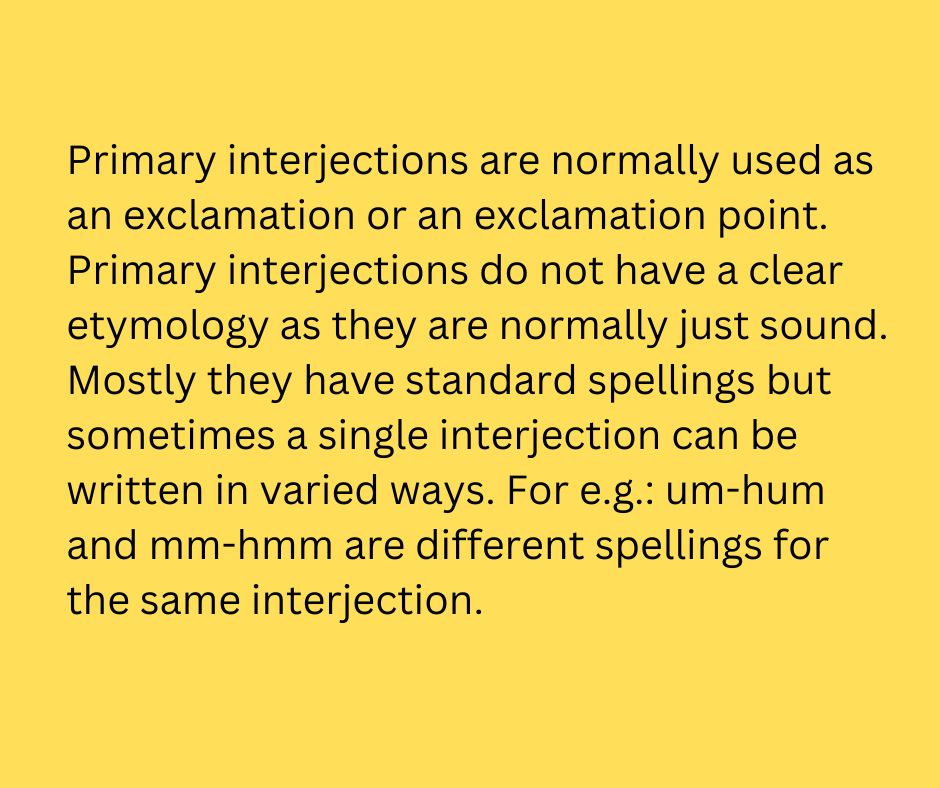 Primary interjections are normally used as
an exclamation or an exclamation point.
Primary interjections do not have a clear
etymology as they are normally just sound.
Mostly they have standard spellings but
sometimes a single interjection can be
written in varied ways. For e.g.: um-hum
and mm-hmm are different spellings for
the same interjection.